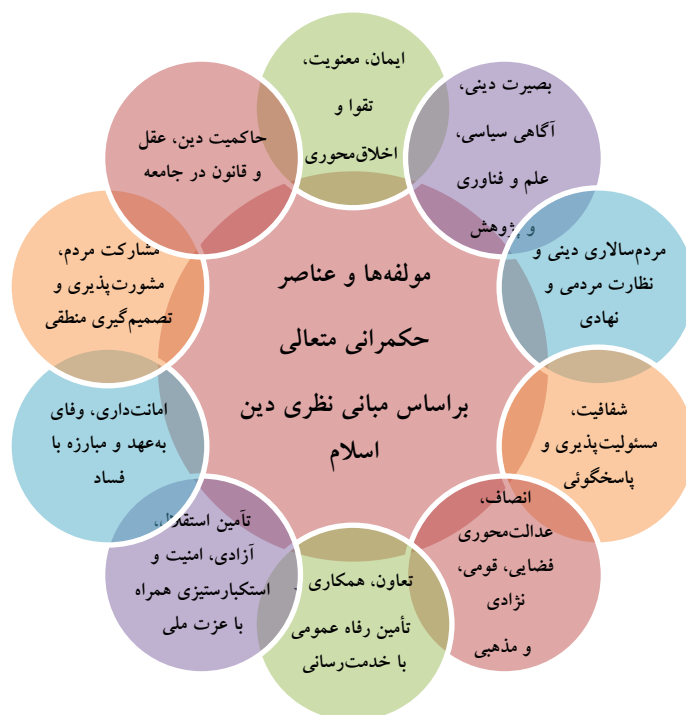 ایمان، معنویت،
تقوا و
اخلاق‌محوری
بصیرت دینی،
آگاهی سیاسی،
علم و فناوری
و پژوهش
مردم‌سالاری دینی و
نظارت مردمی و
نهادی
شفافیت،
مسئولیت‌پذیری و
پاسخگوئی
انصاف،
عدالت‌محوری
فضایی، قومی،
نژادی
و مذهبی
تعاون، همکاری و
تأمین رفاه عمومی
با خدمت‌رسانی
تآمین استقلال،
آزادی، امنیت و
استکبارستیزی همراه
با عزت ملی
امانت‌داری، وفای
به‌عهد و مبارزه با
فساد
مشارکت مردم،
مشورت‌پذیری و
تصمیم‌گیری منطقی
حاکمیت دین، عقل
و قانون در جامعه
مولفه‌ها و عناصر
حکمرانی متعالی
براساس مبانی نظری دین
اسلام